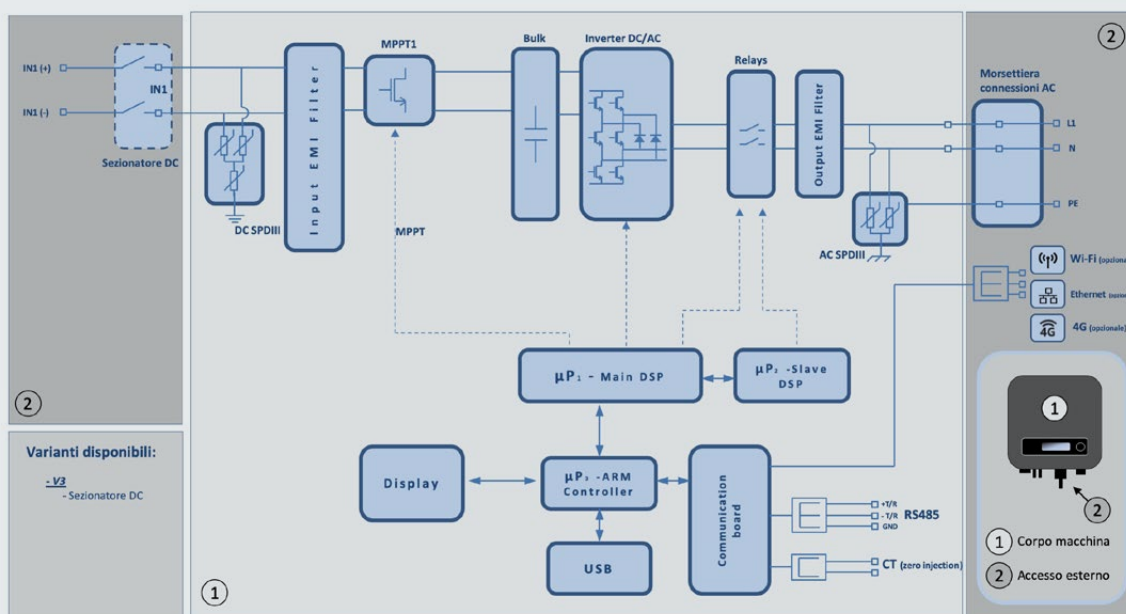 IN1 (+)
IN1 (-)
IN1
Sezionatore DC
2
DC SPDIII
Input EMI Filter
MPPT1
MPPT
Bulk
Inverter DC/AC
Relays
Output EMI Filter
AC SPDIII
2
Morsettiera
connessioni AC
L1
N
PE
Wi-Fi
Ethernet
4G
4G (opzionale)
µP1 - Main DSP
µP2 -Slave
DSP
Varianti disponibili:
- V3
- Sezionatore DC
Display
µP3 -ARM
Controller
USB
Communication
board
+T/R
- T/R
GND
RS485
CT (zero injection)
1
1
2
1 Corpo macchina
2 Accesso esterno